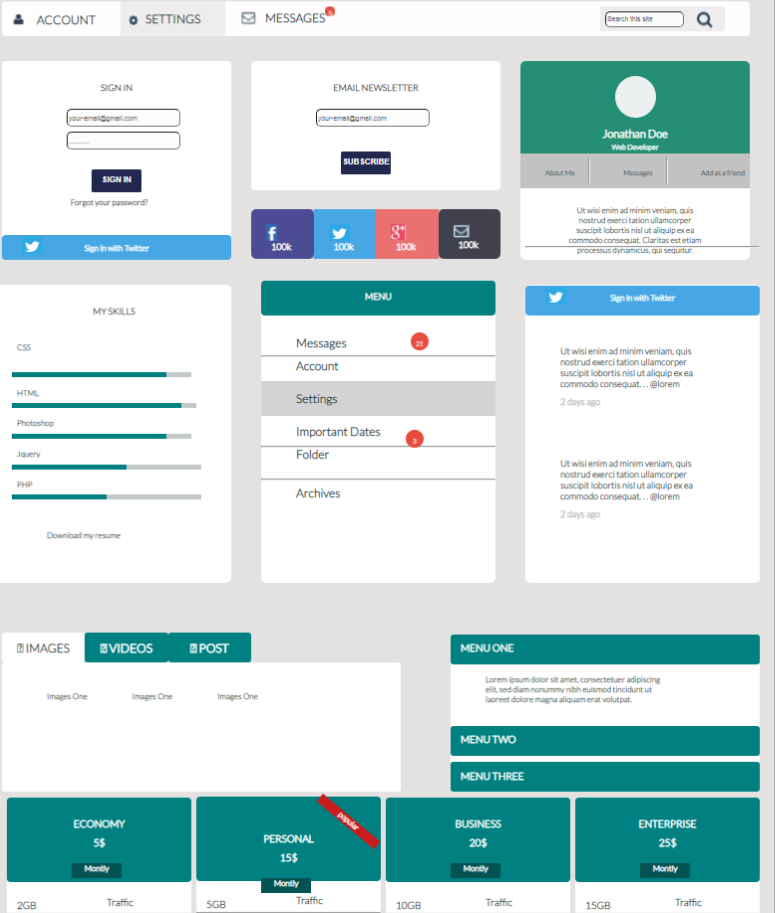 ACCOUNT
SETTINGS
MESSAGES
Search this site
SIGN IN
your-email@gmail.com
SIGN IN
Forgot your password?
Sign in with Twitter
EMAIL NEWSLETTER
your-email@gmail.com
SUBSCRIBE
100k
100k
100k
100k
Jonathan Doe
Web Developer
About Me
Messages
Add as a friend
Ut wisi enim ad minim veniam, quis
nostrud exerci tation ullamcorper
suscipit lobortis nisl ut aliquip ex ea
commodo consequat. Claritas est etiam
processus dynamicus, qui sequitur.
MY SKILLS
CSS
HTML
Photoshop
Jquery
PHP
Download my resume
MENU
Messages 23
Account
Settings
Important Dates 3
Folder
Archives
Sign in with Twitter
Ut wisi enim ad minim veniam, quis
nostrud exerci tation ullamcorper
suscipit lobortis nisl ut aliquip ex ea
commodo consequat. . . @lorem
2 days ago
Ut wisi enim ad minim veniam, quis
nostrud exerci tation ullamcorper
suscipit lobortis nisl ut aliquip ex ea
commodo consequat. . . @lorem
2 days ago
IMAGES
VIDEOS
POST
Images One
Images One
Images One
MENU ONE
Lorem ipsum dolor sit amet, consectetuer adipiscing
elit, sed diam nonummy nibh euismod tincidunt ut
laoreet dolore magna aliquam erat volutpat.
MENU TWO
MENU THREE
ECONOMY
5$
Montly
2GB Traffic
popular
PERSONAL
15$
Montly
5GB Traffic
BUSINESS
20$
Montly
10GB Traffic
ENTERPRISE
25$
Montly
15GB Traffic